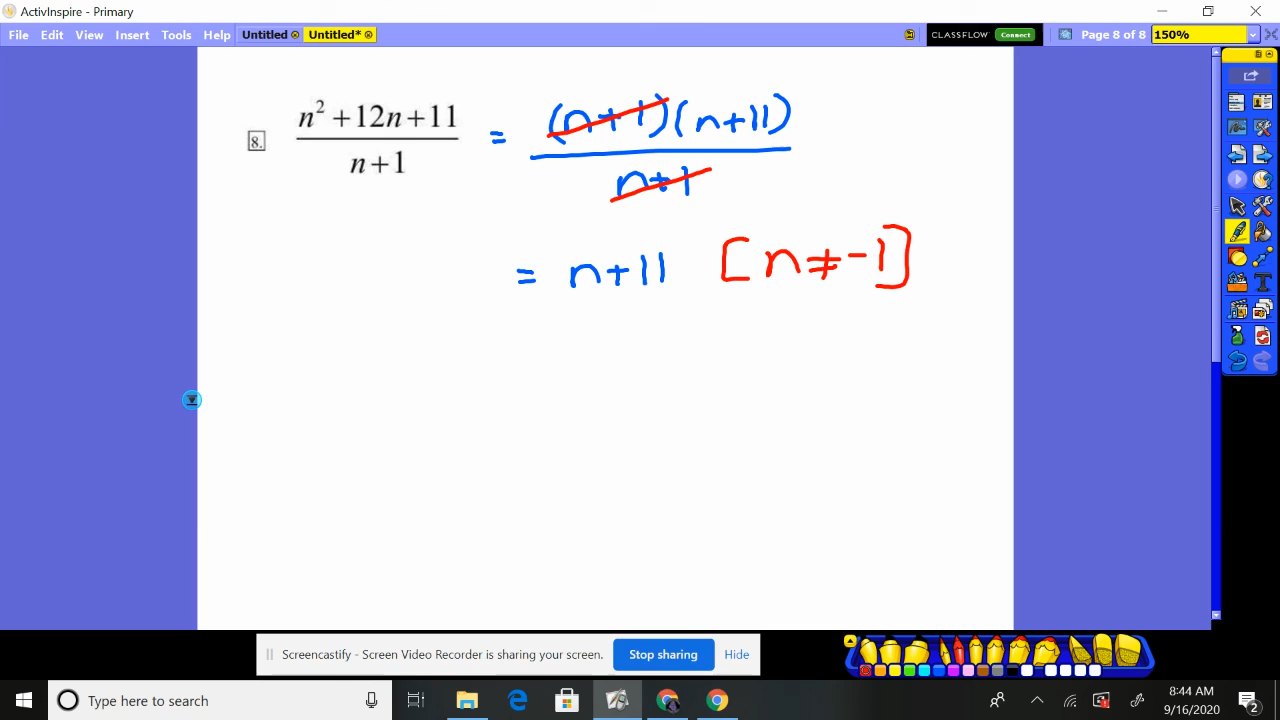 ActivInspire - Primary
File Edit View Insert Tools Help Untitled Untitled* CLASSFLOW Connect Page 8 of 8 150%
8. (n² + 12n + 11)/(n + 1) = (n+1)(n+11)/(n+1)
= n+11 [n≠-1]
Screencastify - Screen Video Recorder is sharing your screen. Stop sharing Hide
Type here to search
8:44 AM
9/16/2020
2